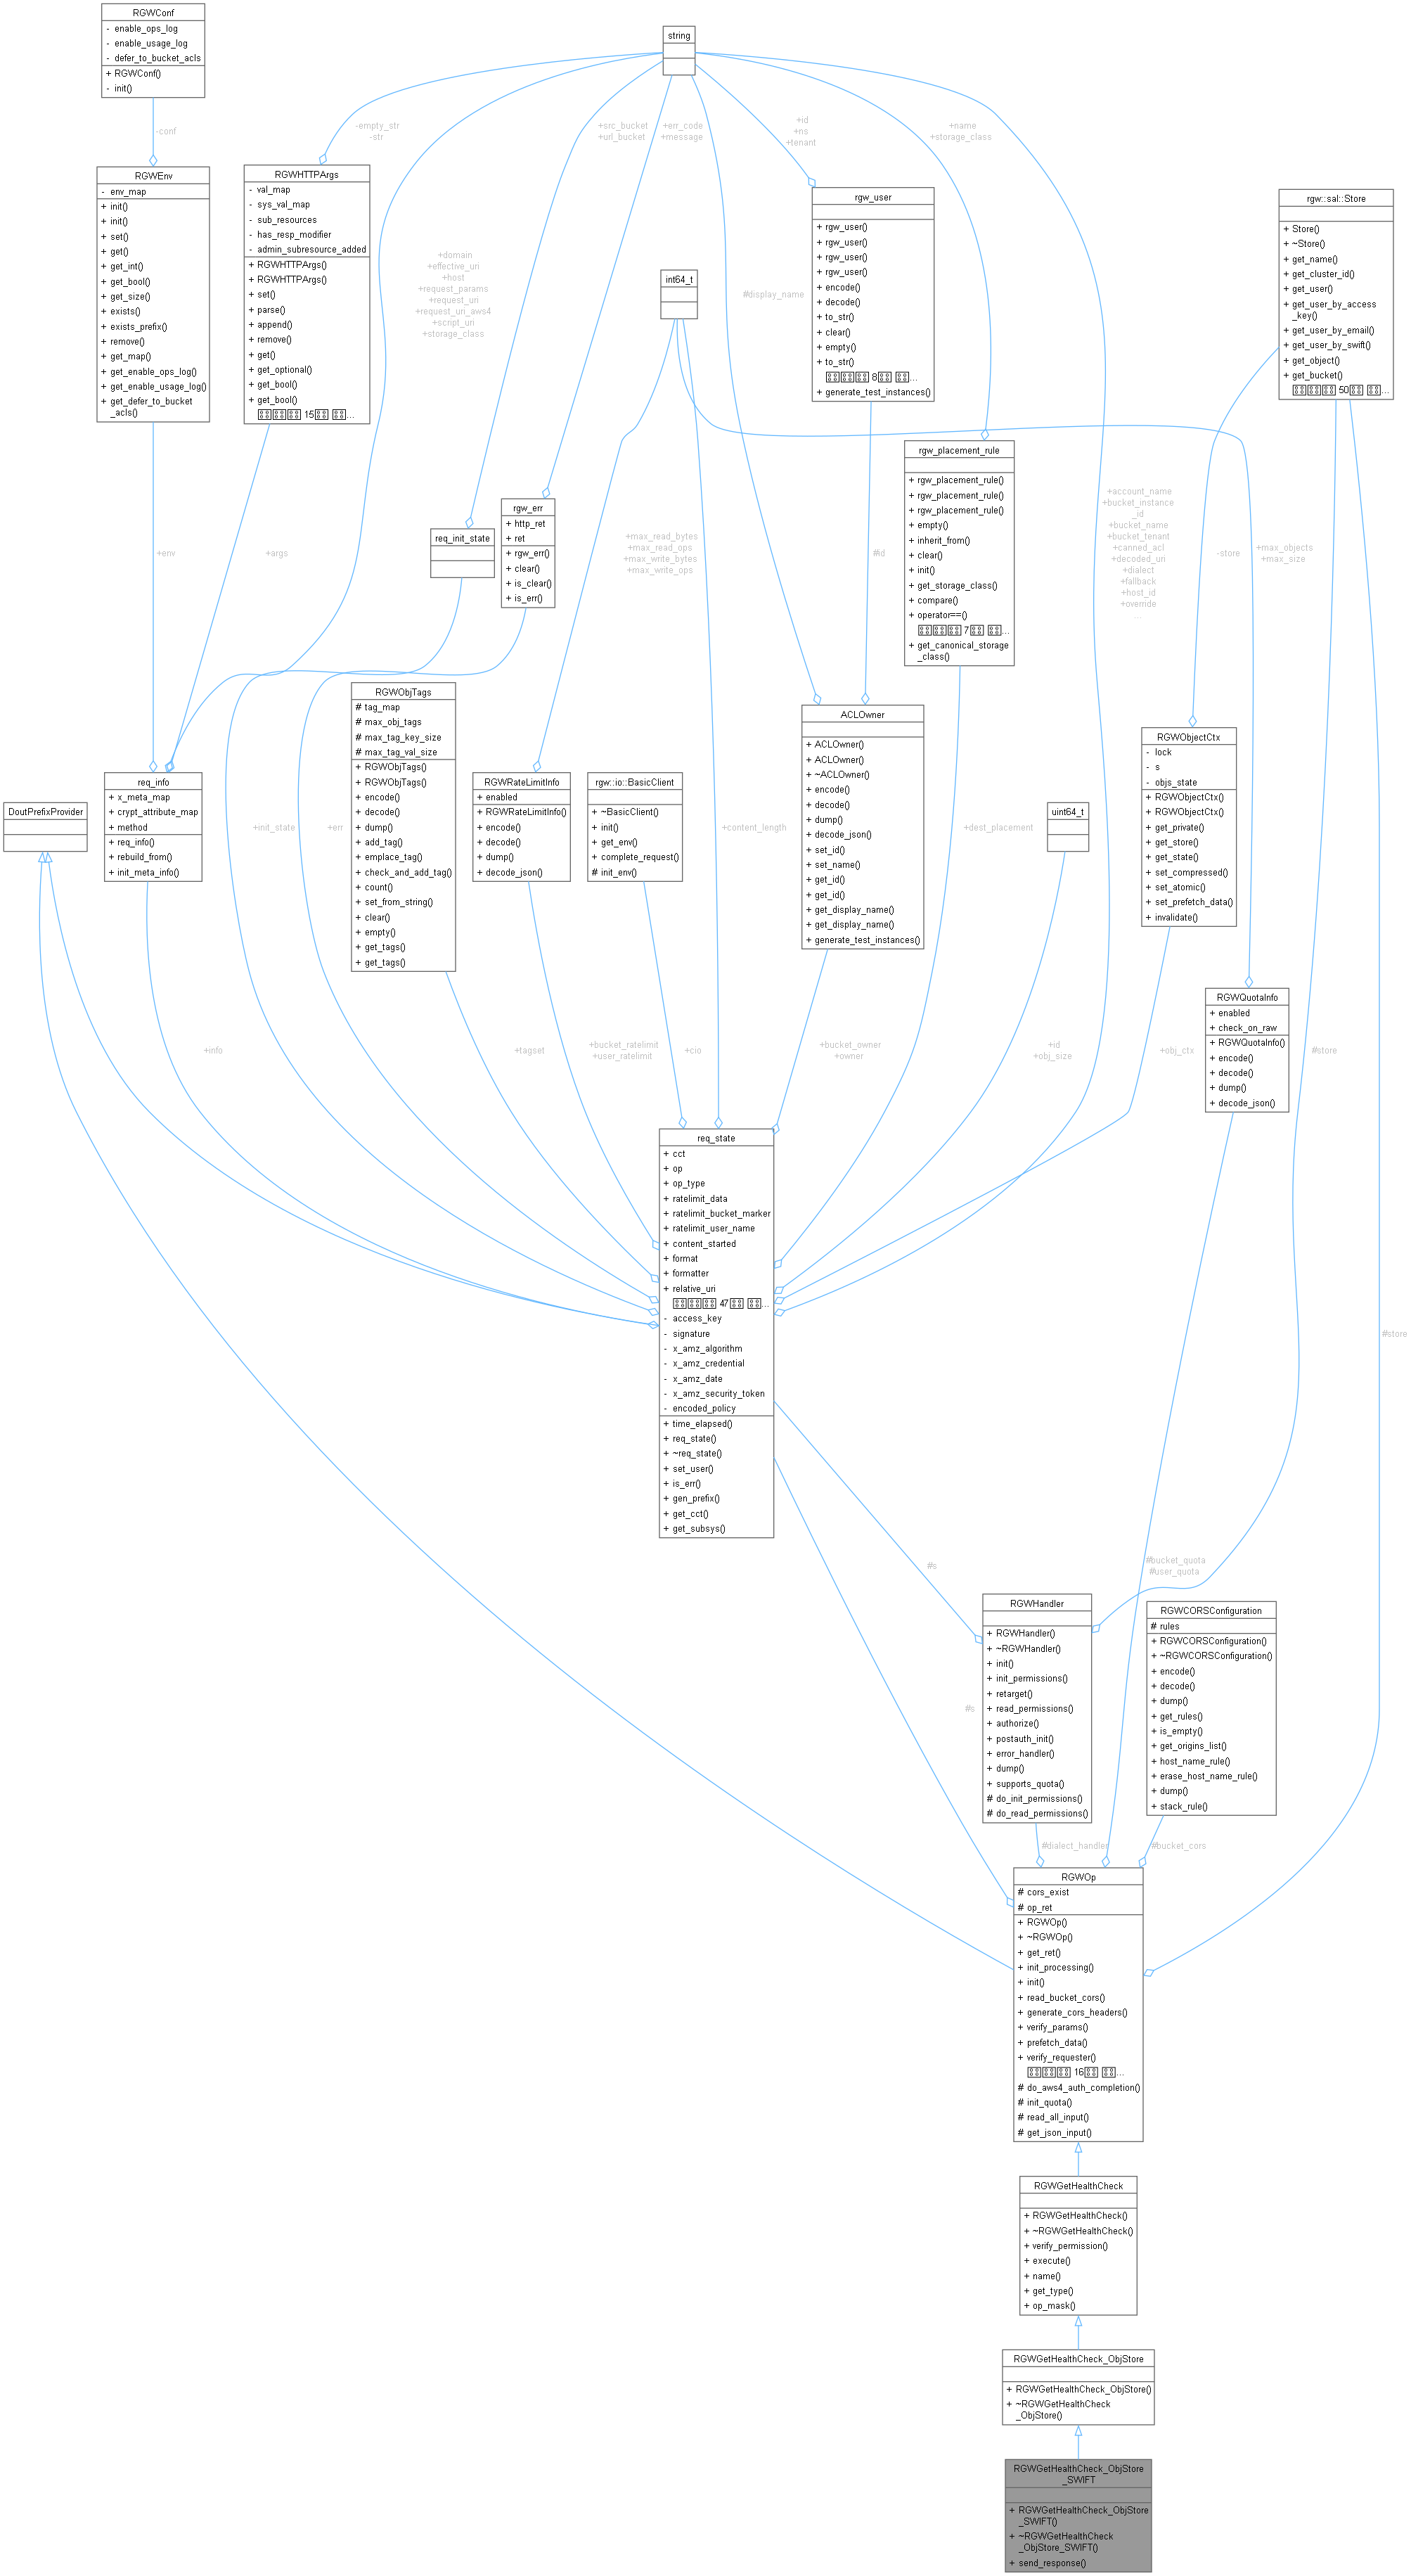 RGWConf
- enable_ops_log
- enable_usage_log
- defer_to_bucket_acls
+ RGWConf()
- init()
string
-conf
-empty_str
-str
+src_bucket
+url_bucket
+err_code
+message
+id
+ns
+tenant
+name
+storage_class
RGWEnv
- env_map
+ init()
+ init()
+ set()
+ get()
+ get_int()
+ get_bool()
+ get_size()
+ exists()
+ exists_prefix()
+ remove()
+ get_map()
+ get_enable_ops_log()
+ get_enable_usage_log()
+ get_defer_to_bucket
_acls()
RGWHTTPArgs
- val_map
- sys_val_map
- sub_resources
- has_resp_modifier
- admin_subresource_added
+ RGWHTTPArgs()
+ RGWHTTPArgs()
+ set()
+ parse()
+ append()
+ remove()
+ get()
+ get_optional()
+ get_bool()
+ get_bool()
15 ...
+domain
+effective_uri
+host
+request_params
+request_uri
+request_uri_aws4
+script_uri
+storage_class
int64_t
#display_name
rgw_user
+ rgw_user()
+ rgw_user()
+ rgw_user()
+ rgw_user()
+ encode()
+ decode()
+ to_str()
+ clear()
+ empty()
+ to_str()
8 ...
+ generate_test_instances()
rgw::sal::Store
+ Store()
+ ~Store()
+ get_name()
+ get_cluster_id()
+ get_user()
+ get_user_by_access
_key()
+ get_user_by_email()
+ get_user_by_swift()
+ get_object()
+ get_bucket()
50 ...
rgw_placement_rule
+ rgw_placement_rule()
+ rgw_placement_rule()
+ rgw_placement_rule()
+ empty()
+ inherit_from()
+ clear()
+ init()
+ get_storage_class()
+ compare()
+ operator==()
7 ...
+ get_canonical_storage
_class()
+env
+args
req_init_state
rgw_err
+ http_ret
+ ret
+ rgw_err()
+ clear()
+ is_clear()
+ is_err()
+max_read_bytes
+max_read_ops
+max_write_bytes
+max_write_ops
#id
+account_name
+bucket_instance
_id
+bucket_name
+bucket_tenant
+canned_acl
+decoded_uri
+dialect
+fallback
+host_id
+override
...
-store
+max_objects
+max_size
DoutPrefixProvider
req_info
+ x_meta_map
+ crypt_attribute_map
+ method
+ req_info()
+ rebuild_from()
+ init_meta_info()
+init_state
+err
RGWObjTags
# tag_map
# max_obj_tags
# max_tag_key_size
# max_tag_val_size
+ RGWObjTags()
+ RGWObjTags()
+ encode()
+ decode()
+ dump()
+ add_tag()
+ emplace_tag()
+ check_and_add_tag()
+ count()
+ set_from_string()
+ clear()
+ empty()
+ get_tags()
+ get_tags()
RGWRateLimitInfo
+ enabled
+ RGWRateLimitInfo()
+ encode()
+ decode()
+ dump()
+ decode_json()
rgw::io::BasicClient
+ ~BasicClient()
+ init()
+ get_env()
+ complete_request()
# init_env()
+content_length
ACLOwner
+ ACLOwner()
+ ACLOwner()
+ ~ACLOwner()
+ encode()
+ decode()
+ dump()
+ decode_json()
+ set_id()
+ set_name()
+ get_id()
+ get_id()
+ get_display_name()
+ get_display_name()
+ generate_test_instances()
+dest_placement
uint64_t
RGWObjectCtx
- lock
- s
- objs_state
+ RGWObjectCtx()
+ RGWObjectCtx()
+ get_private()
+ get_store()
+ get_state()
+ set_compressed()
+ set_atomic()
+ set_prefetch_data()
+ invalidate()
RGWQuotaInfo
+ enabled
+ check_on_raw
+ RGWQuotaInfo()
+ encode()
+ decode()
+ dump()
+ decode_json()
+info
+tagset
+bucket_ratelimit
+user_ratelimit
+cio
+bucket_owner
+owner
+id
+obj_size
+obj_ctx
#store
req_state
+ cct
+ op
+ op_type
+ ratelimit_data
+ ratelimit_bucket_marker
+ ratelimit_user_name
+ content_started
+ format
+ formatter
+ relative_uri
47 ...
- access_key
- signature
- x_amz_algorithm
- x_amz_credential
- x_amz_date
- x_amz_security_token
- encoded_policy
+ time_elapsed()
+ req_state()
+ ~req_state()
+ set_user()
+ is_err()
+ gen_prefix()
+ get_cct()
+ get_subsys()
#store
#s
#bucket_quota
#user_quota
RGWHandler
+ RGWHandler()
+ ~RGWHandler()
+ init()
+ init_permissions()
+ retarget()
+ read_permissions()
+ authorize()
+ postauth_init()
+ error_handler()
+ dump()
+ supports_quota()
# do_init_permissions()
# do_read_permissions()
#s
RGWCORSConfiguration
# rules
+ RGWCORSConfiguration()
+ ~RGWCORSConfiguration()
+ encode()
+ decode()
+ dump()
+ get_rules()
+ is_empty()
+ get_origins_list()
+ host_name_rule()
+ erase_host_name_rule()
+ dump()
+ stack_rule()
#dialect_handler
#bucket_cors
RGWOp
# cors_exist
# op_ret
+ RGWOp()
+ ~RGWOp()
+ get_ret()
+ init_processing()
+ init()
+ read_bucket_cors()
+ generate_cors_headers()
+ verify_params()
+ prefetch_data()
+ verify_requester()
16 ...
# do_aws4_auth_completion()
# init_quota()
# read_all_input()
# get_json_input()
RGWGetHealthCheck
+ RGWGetHealthCheck()
+ ~RGWGetHealthCheck()
+ verify_permission()
+ execute()
+ name()
+ get_type()
+ op_mask()
RGWGetHealthCheck_ObjStore
+ RGWGetHealthCheck_ObjStore()
+ ~RGWGetHealthCheck
_ObjStore()
RGWGetHealthCheck_ObjStore
_SWIFT
+ RGWGetHealthCheck_ObjStore
_SWIFT()
+ ~RGWGetHealthCheck
_ObjStore_SWIFT()
+ send_response()